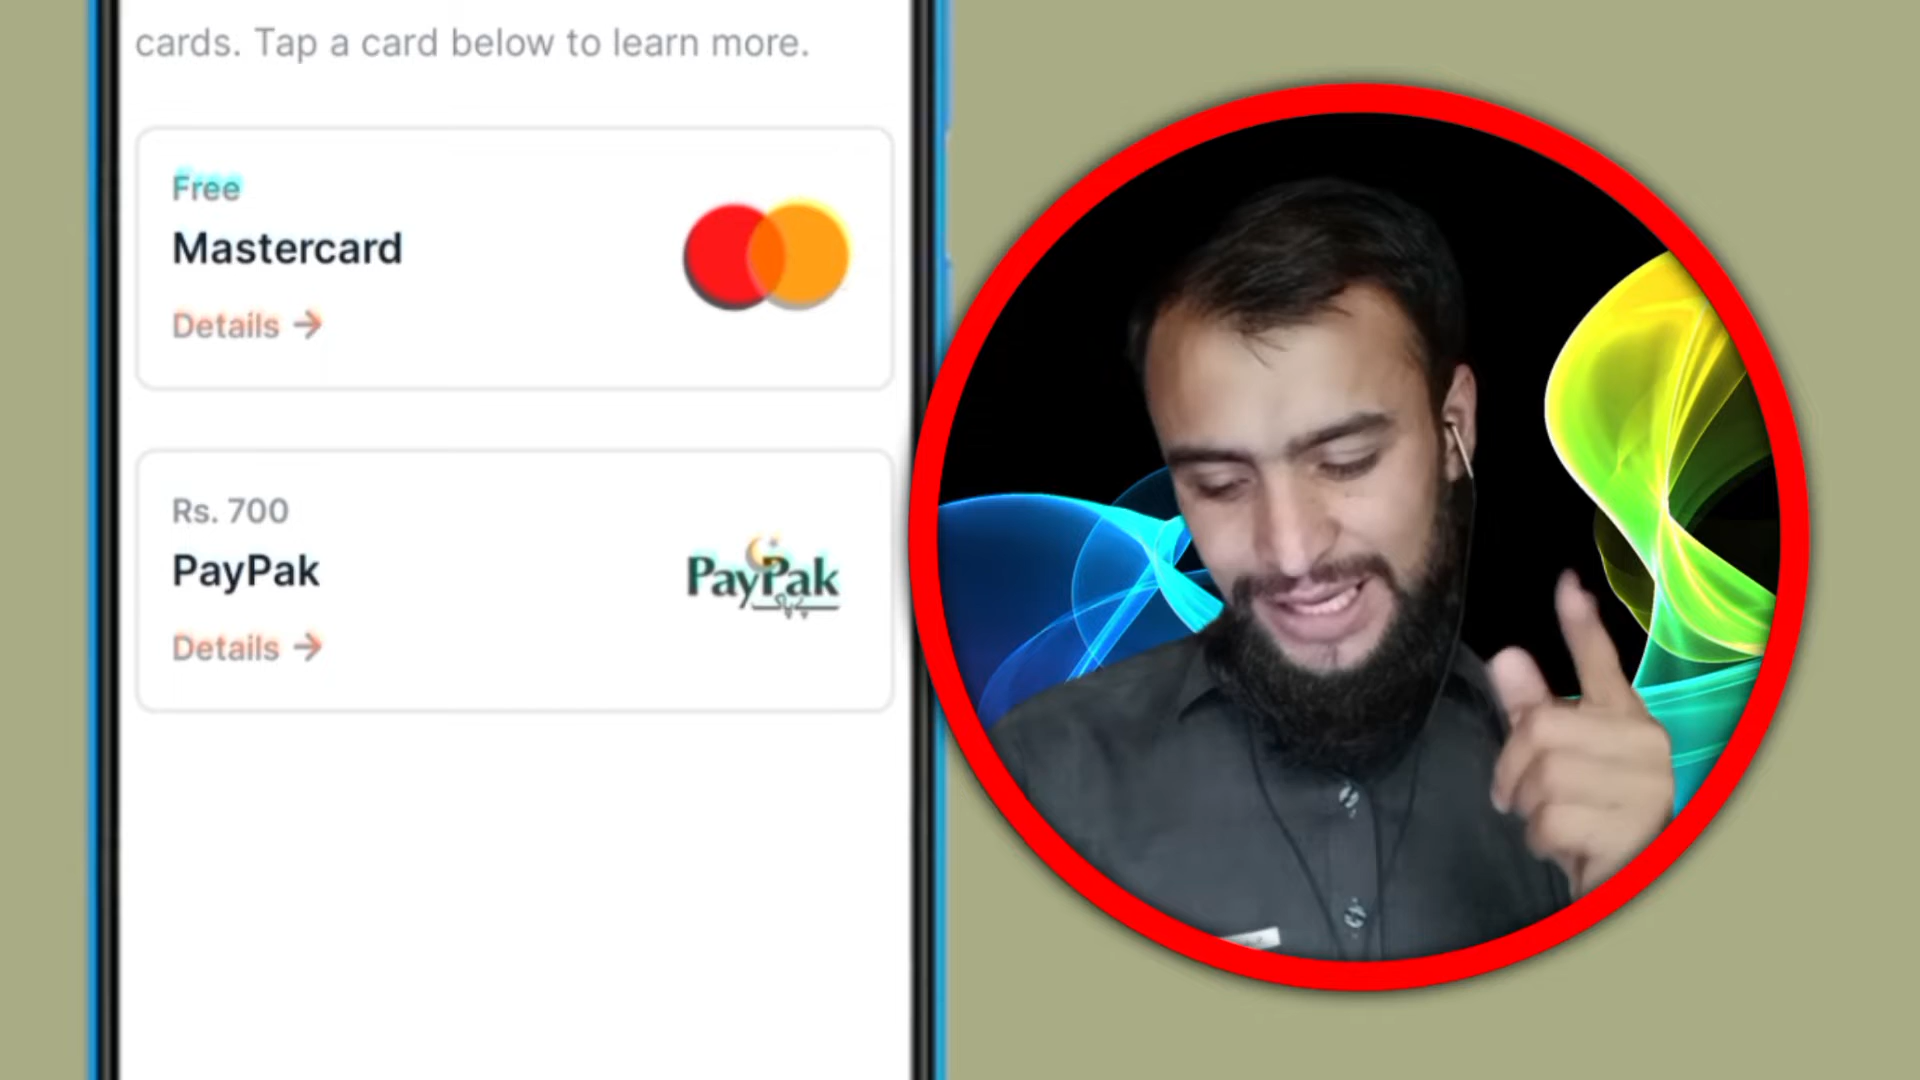 cards. Tap a card below to learn more.
Free
Mastercard
Details →
Rs. 700
PayPak
PayPak
Details →